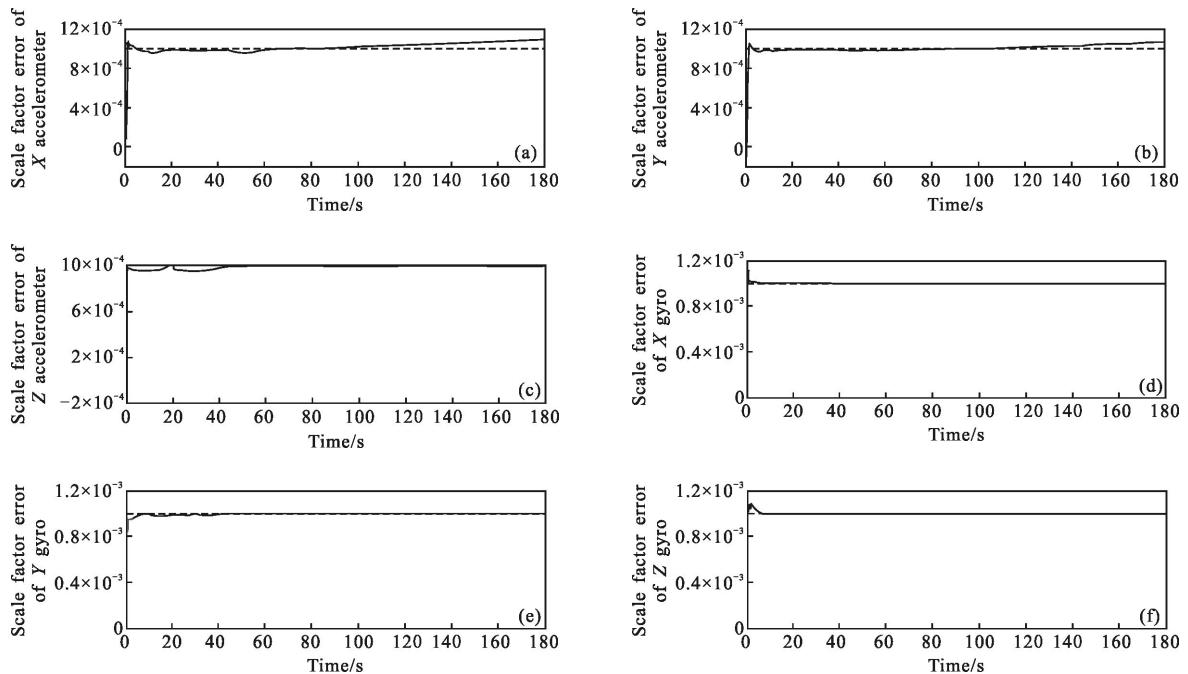 Scale factor error of
X accelerometer
12×10⁻⁴
8×10⁻⁴
4×10⁻⁴
0
0 20 40 60 80 100 120 140 160 180
Time/s
(a)
Scale factor error of
Y accelerometer
12×10⁻⁴
8×10⁻⁴
4×10⁻⁴
0
0 20 40 60 80 100 120 140 160 180
Time/s
(b)
Scale factor error of
Z accelerometer
10×10⁻⁴
6×10⁻⁴
2×10⁻⁴
−2×10⁻⁴
0 20 40 60 80 100 120 140 160 180
Time/s
(c)
Scale factor error
of X gyro
1.2×10⁻³
0.4×10⁻³
0
0 20 40 60 80 100 120 140 160 180
Time/s
(d)
Scale factor error
of Y gyro
1.2×10⁻³
0.8×10⁻³
0.4×10⁻³
0
0 20 40 60 80 100 120 140 160 180
Time/s
(e)
Scale factor error
of Z gyro
1.2×10⁻³
0.8×10⁻³
0.4×10⁻³
0
0 20 40 60 80 100 120 140 160 180
Time/s
(f)